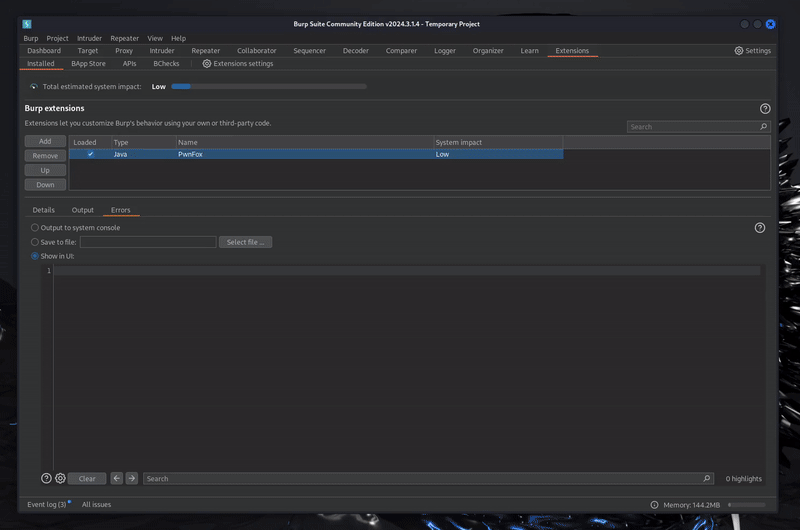 Burp Suite Community Edition v2024.3.1.4 - Temporary Project
Burp Project Intruder Repeater View Help
Dashboard Target Proxy Intruder Repeater Collaborator Sequencer Decoder Comparer Logger Organizer Learn Extensions Settings
Installed BApp Store APIs BChecks Extensions settings
Total estimated system impact: Low
Burp extensions
Extensions let you customize Burp's behavior using your own or third-party code.
Search
Add
Remove
Up
Down
Loaded Type Name System impact
Java PwnFox Low
Details Output Errors
Output to system console
Save to file: Select file ...
Show in UI:
1
Clear Search 0 highlights
Event log (3) All issues Memory: 144.2MB